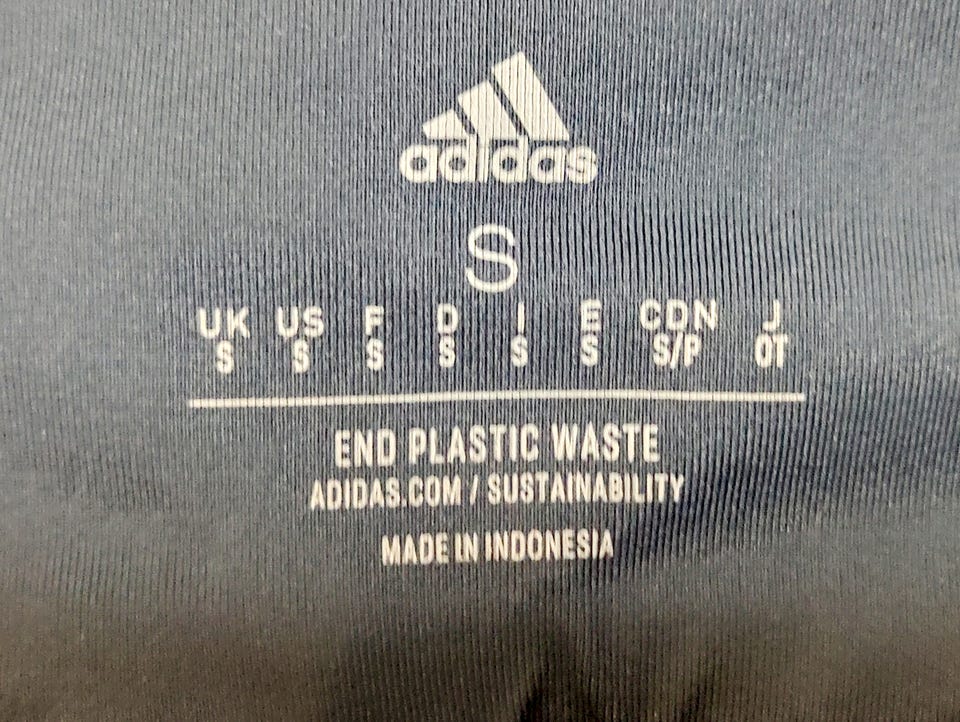 adidas
S
UK US F D I E CDN J
S S S S S S S/P OT
END PLASTIC WASTE
ADIDAS.COM / SUSTAINABILITY
MADE IN INDONESIA